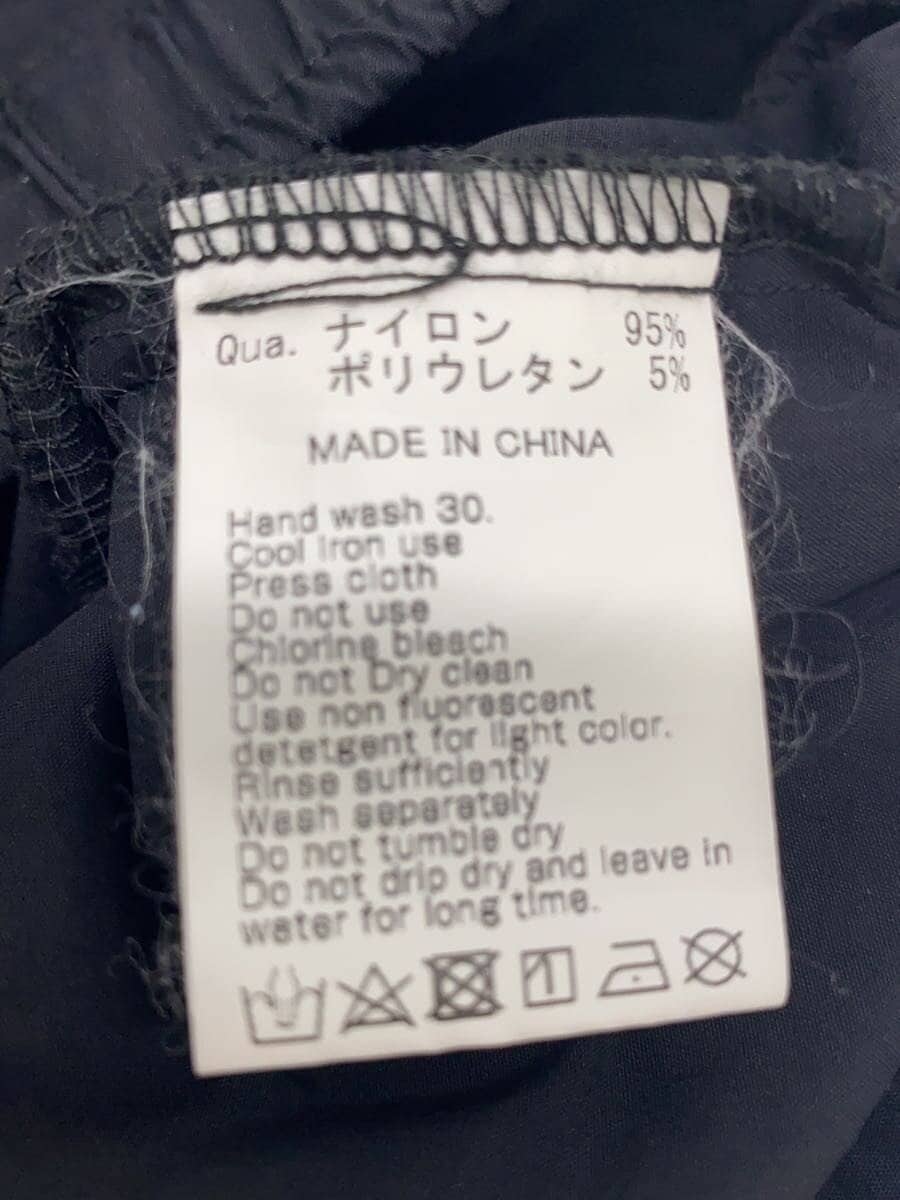 Qua. ナイロン 95%
ポリウレタン 5%
MADE IN CHINA
Hand wash 30.
Cool Iron use
Press cloth
Do not use
Chlorine bleach
Do not Dry clean
Use non fluorescent
detetgent for light color.
Rinse sufficiently
Wash separately
Do not tumble dry
Do not drip dry and leave in
water for long time.